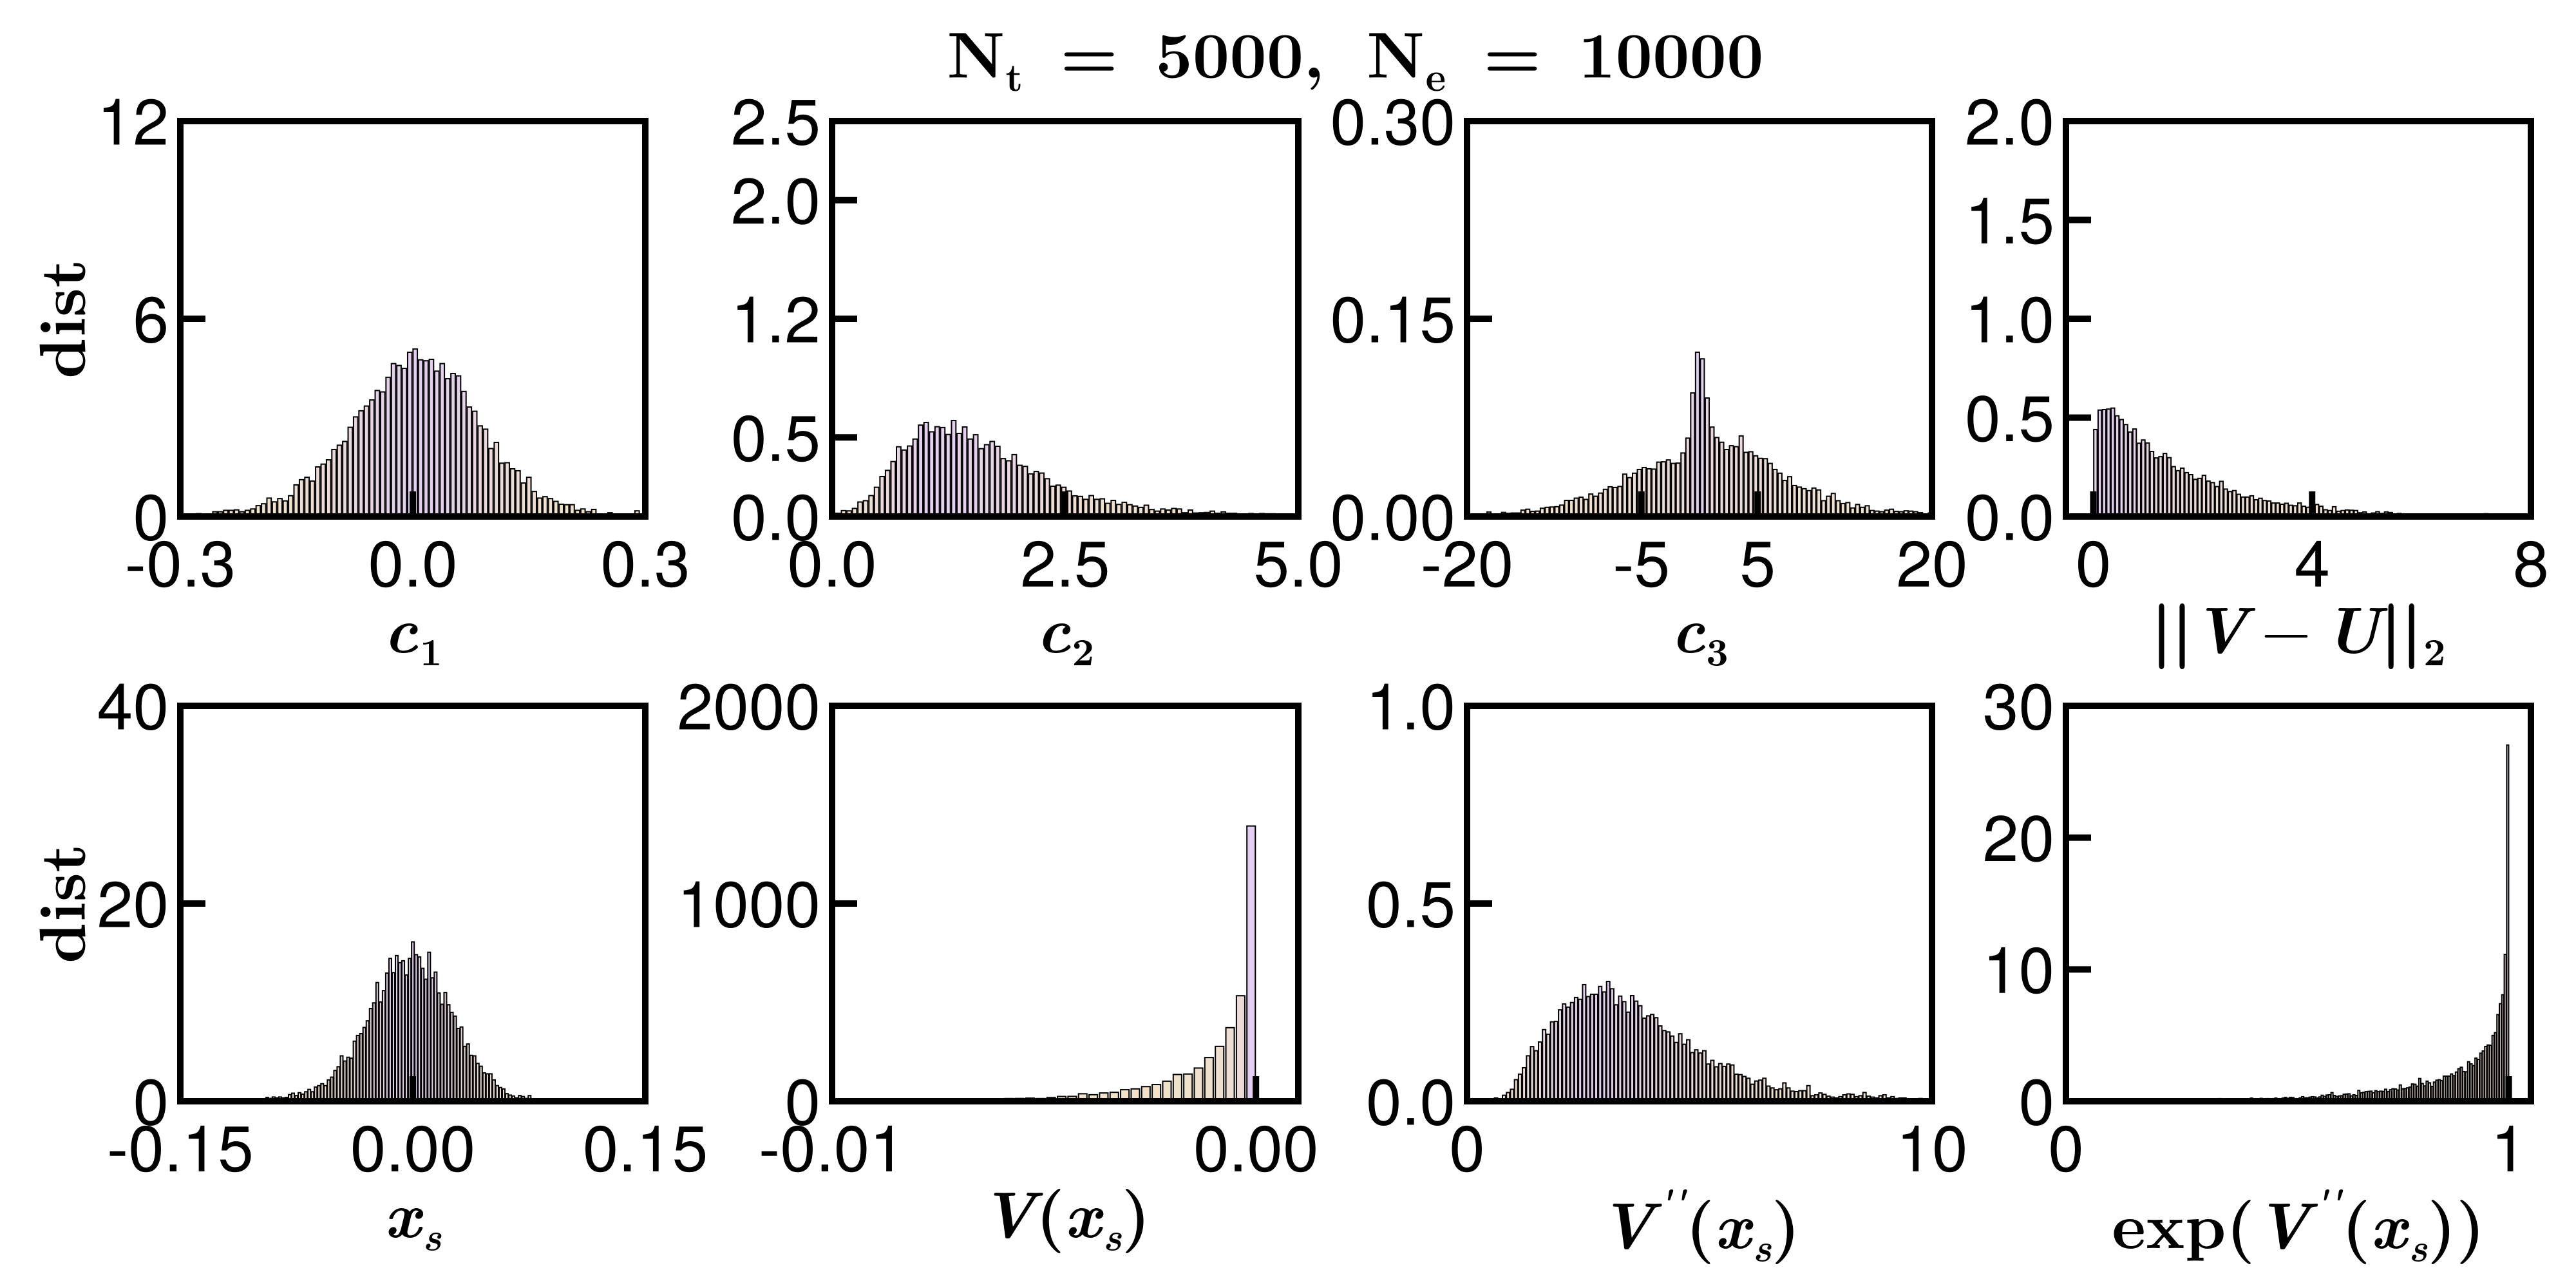 N_t = 5000, N_e = 10000
12 6 0 dist
-0.3 0.0 0.3
c_1
2.5 2.0 1.2 0.5 0.0
0.0 2.5 5.0
c_2
0.30 0.15 0.00
-20 -5 5 20
c_3
2.0 1.5 1.0 0.5 0.0
0 4 8
||V − U||_2
40 20 0 dist
-0.15 0.00 0.15
x_s
2000 1000 0
-0.01 0.00
V(x_s)
1.0 0.5 0.0
0 10
V''(x_s)
30 20 10 0
0 1
exp(V''(x_s))